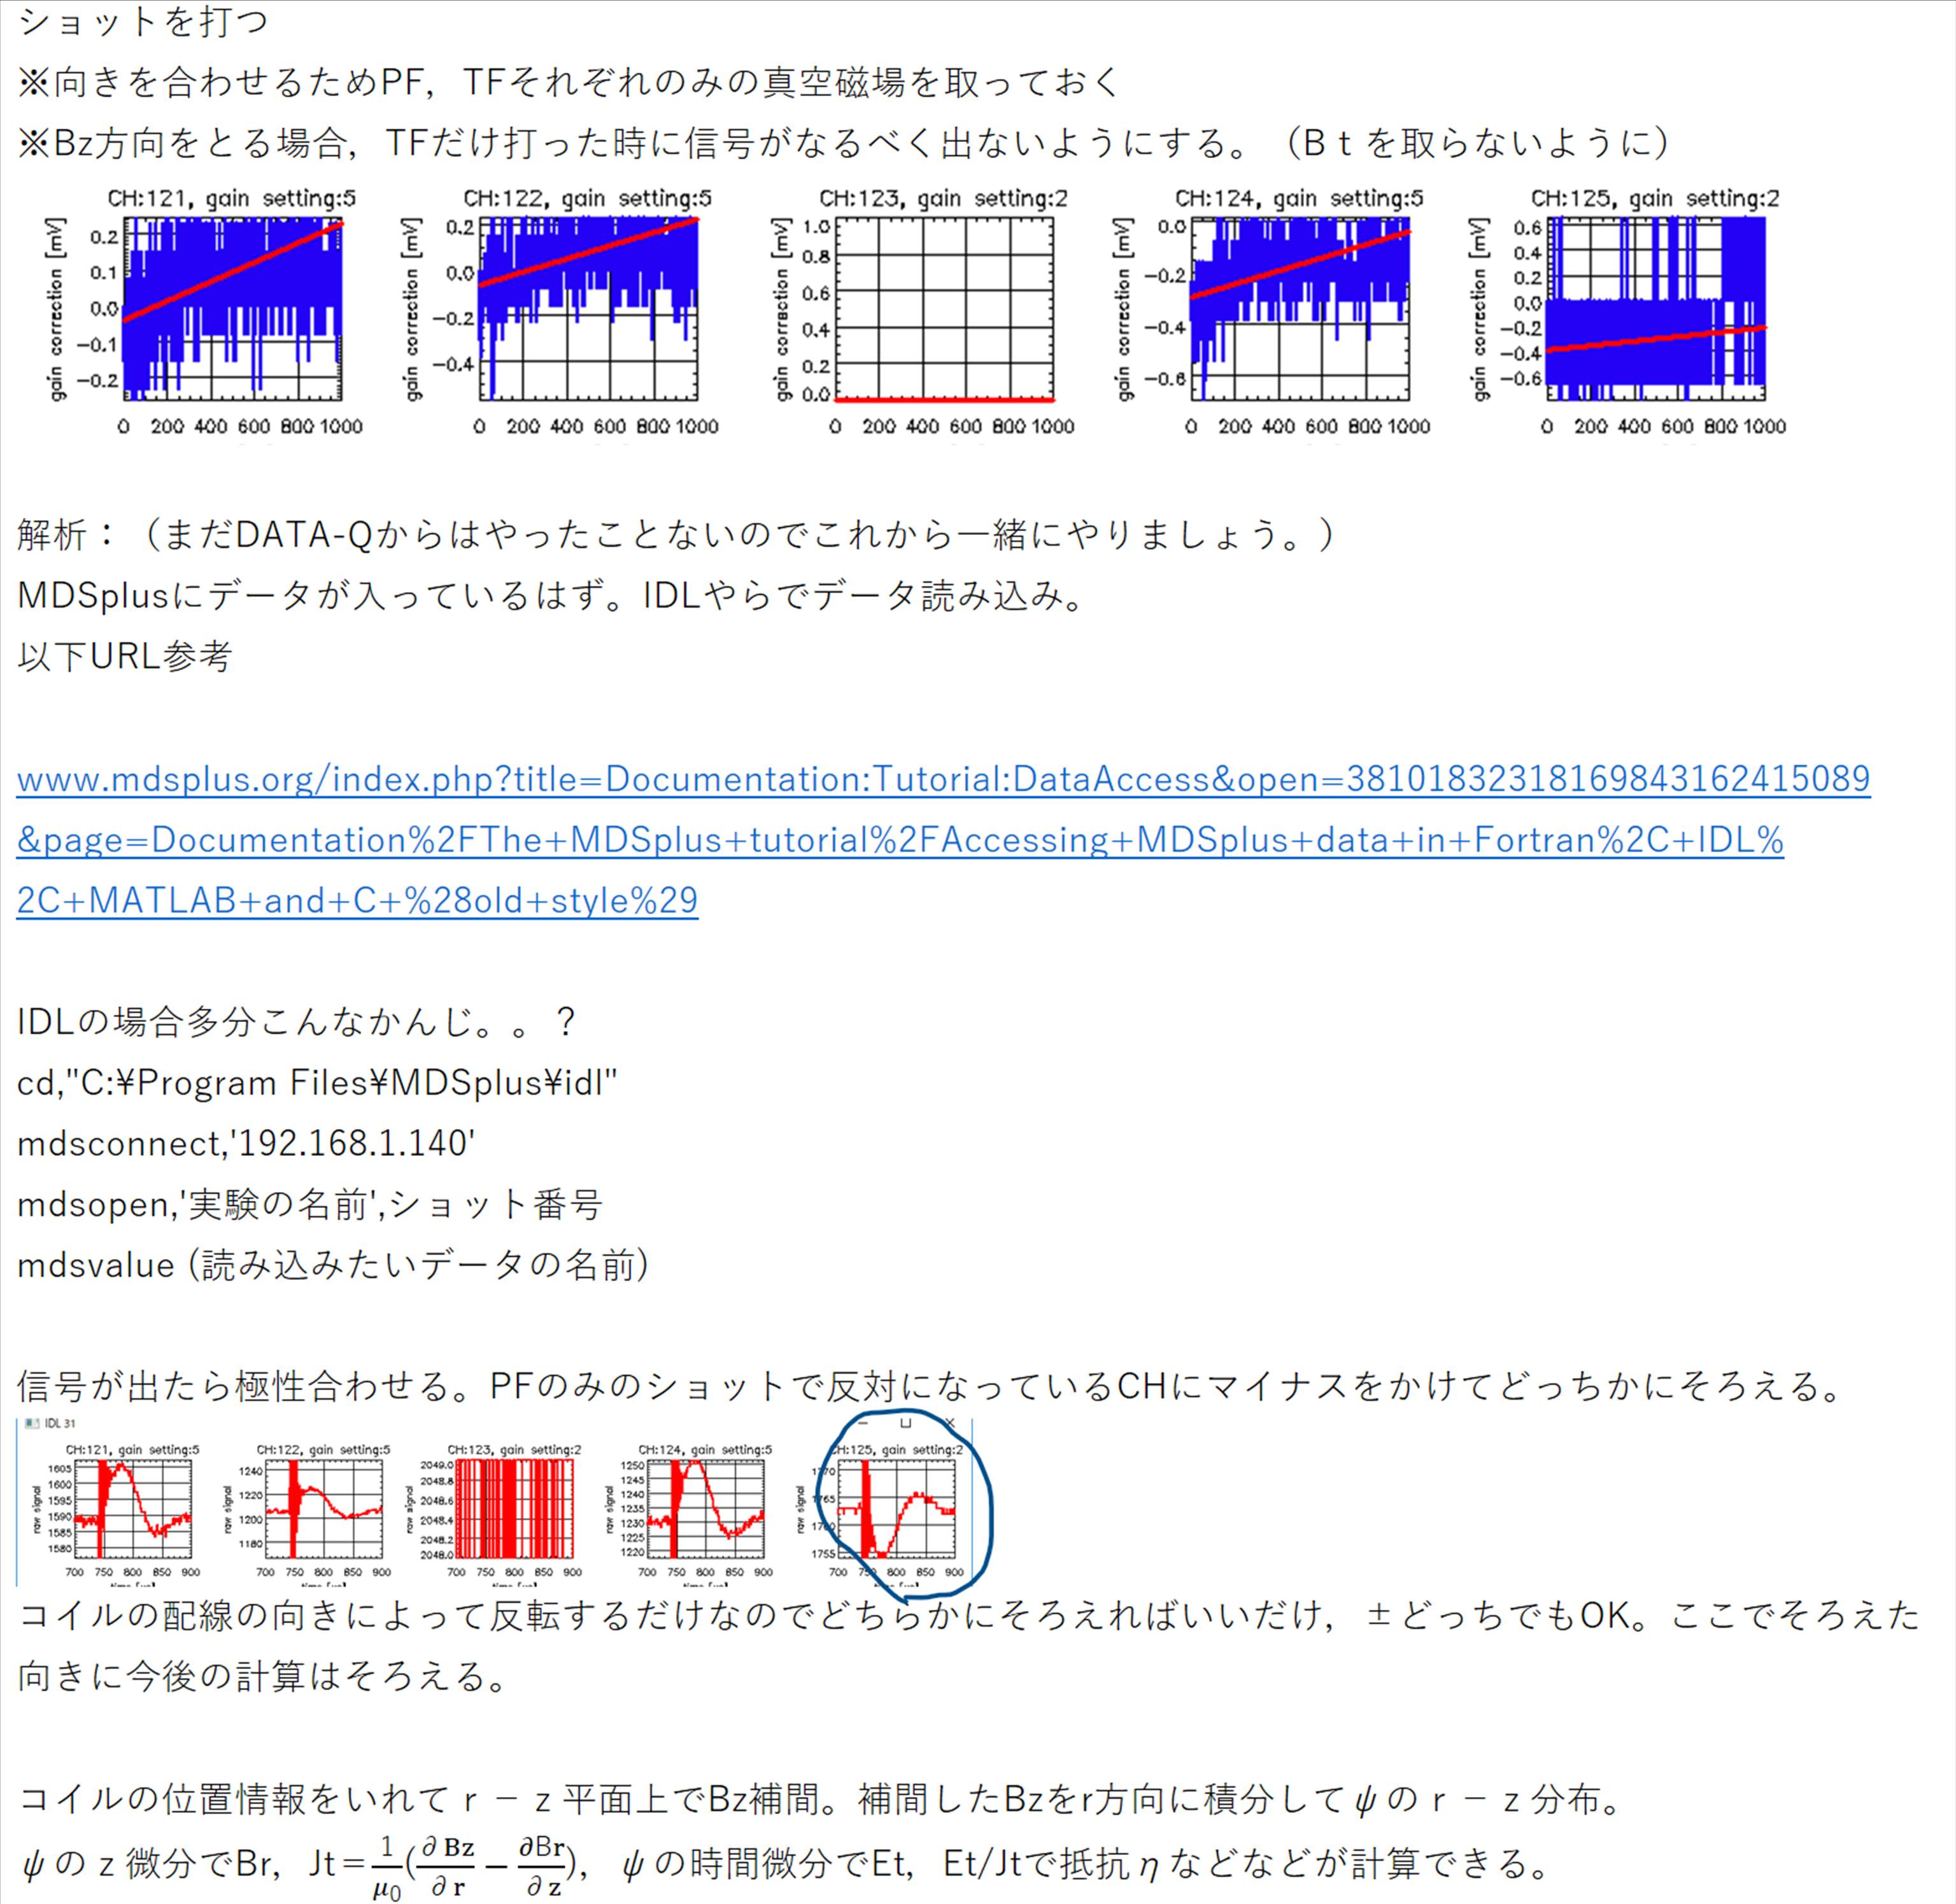 ショットを打つ
※向きを合わせるためPF，TFそれぞれのみの真空磁場を取っておく
※Bz方向をとる場合，TFだけ打った時に信号がなるべく出ないようにする。（Ｂｔを取らないように）
CH:121, gain setting:5 CH:122, gain setting:5 CH:123, gain setting:2 CH:124, gain setting:5 CH:125, gain setting:2
gain correction [mV] 0.2 0.1 0.0 −0.1 −0.2 0 200 400 600 800 1000
gain correction [mV] 0.2 0.0 −0.2 −0.4 0 200 400 600 800 1000
gain correction [mV] 1.0 0.8 0.6 0.4 0.2 0.0 0 200 400 600 800 1000
gain correction [mV] 0.0 −0.2 −0.4 −0.6 0 200 400 600 800 1000
gain correction [mV] 0.6 0.4 0.2 0.0 −0.2 −0.4 −0.6 0 200 400 600 800 1000
解析：（まだDATA-Qからはやったことないのでこれから一緒にやりましょう。）
MDSplusにデータが入っているはず。IDLやらでデータ読み込み。
以下URL参考
www.mdsplus.org/index.php?title=Documentation:Tutorial:DataAccess&open=38101832318169843162415089
&page=Documentation%2FThe+MDSplus+tutorial%2FAccessing+MDSplus+data+in+Fortran%2C+IDL%
2C+MATLAB+and+C+%28old+style%29
IDLの場合多分こんなかんじ。。？
cd,"C:¥Program Files¥MDSplus¥idl"
mdsconnect,'192.168.1.140'
mdsopen,'実験の名前',ショット番号
mdsvalue (読み込みたいデータの名前)
信号が出たら極性合わせる。PFのみのショットで反対になっているCHにマイナスをかけてどっちかにそろえる。
IDL 31
CH:121, gain setting:5 CH:122, gain setting:5 CH:123, gain setting:2 CH:124, gain setting:5 CH:125, gain setting:2
raw signal 1605 1600 1595 1590 1585 1580 700 750 800 850 900
raw signal 1240 1220 1200 1180 700 750 800 850 900
raw signal 2049.0 2048.8 2048.6 2048.4 2048.2 2048.0 700 750 800 850 900
raw signal 1250 1245 1240 1235 1230 1225 1220 700 750 800 850 900
raw signal 1770 1765 1760 1755 700 750 800 850 900
コイルの配線の向きによって反転するだけなのでどちらかにそろえればいいだけ，±どっちでもOK。ここでそろえた
向きに今後の計算はそろえる。
コイルの位置情報をいれてｒ－ｚ平面上でBz補間。補間したBzをr方向に積分してψのｒ－ｚ分布。
ψのｚ微分でBr，Jt＝1/μ0(∂Bz/∂r − ∂Br/∂z)，ψの時間微分でEt，Et/Jtで抵抗ηなどなどが計算できる。